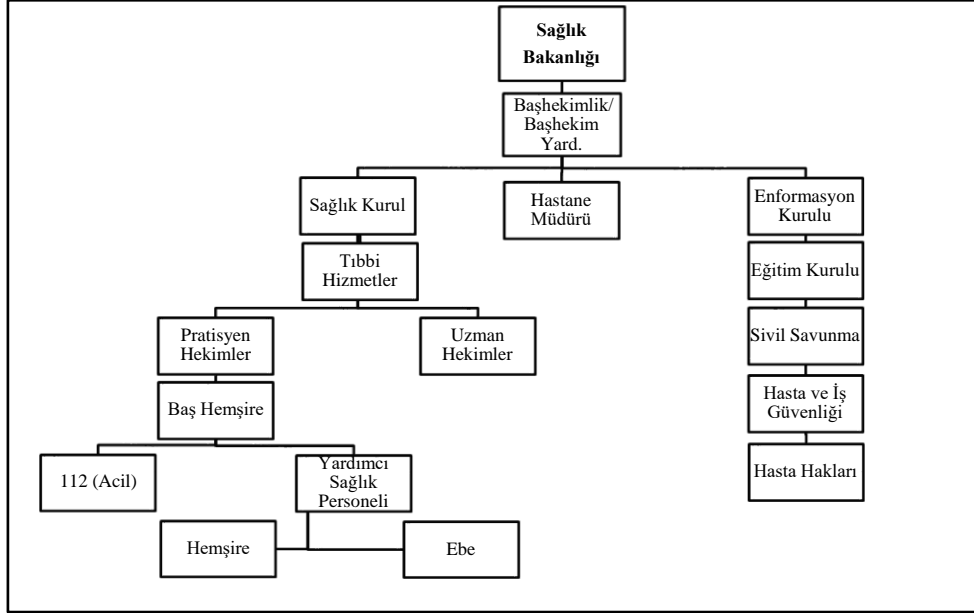 Sağlık
Bakanlığı
Başhekimlik/
Başhekim
Yard.
Sağlık Kurul
Hastane
Müdürü
Enformasyon
Kurulu
Tıbbi
Hizmetler
Eğitim Kurulu
Pratisyen
Hekimler
Uzman
Hekimler
Sivil Savunma
Baş Hemşire
Hasta ve İş
Güvenliği
112 (Acil)
Yardımcı
Sağlık
Personeli
Hasta Hakları
Hemşire
Ebe